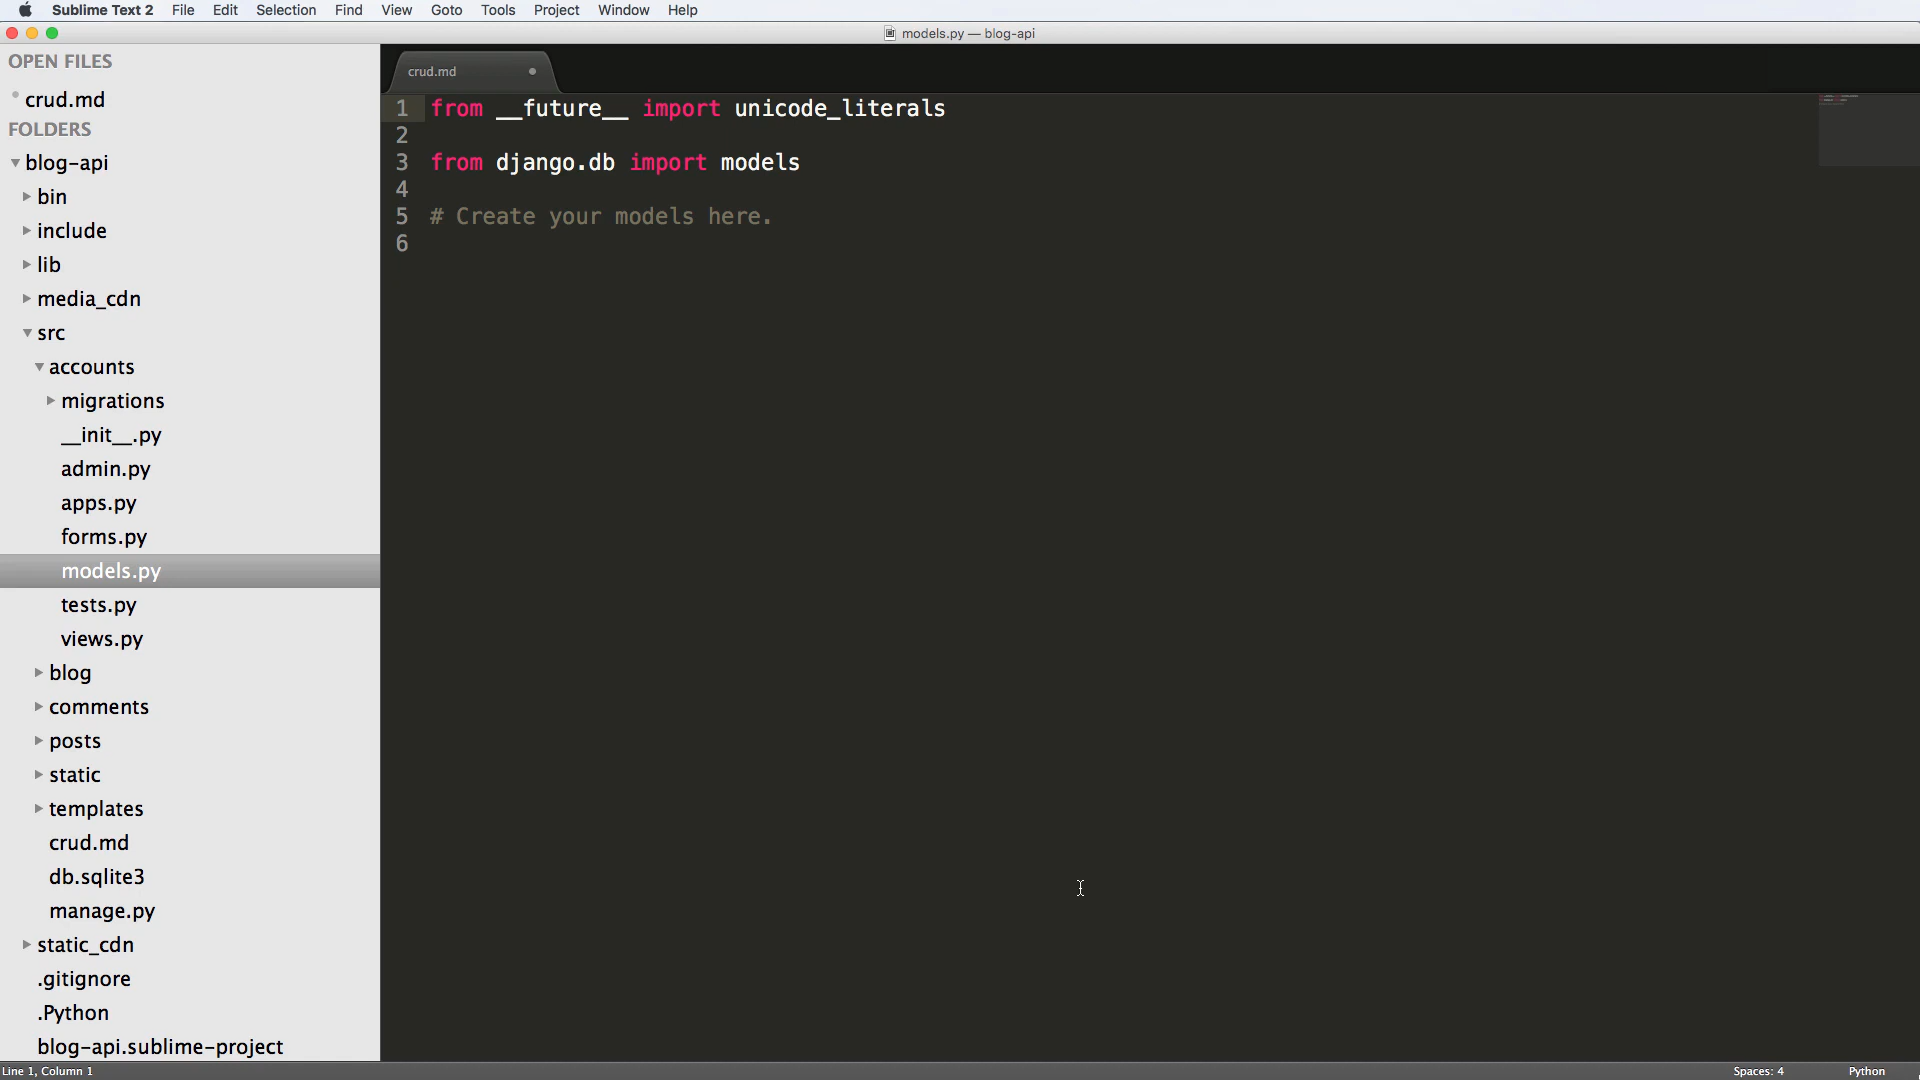 Sublime Text 2 File Edit Selection Find View Goto Tools Project Window Help
models.py — blog-api
OPEN FILES
crud.md
FOLDERS
blog-api
bin
include
lib
media_cdn
src
accounts
migrations
__init__.py
admin.py
apps.py
forms.py
models.py
tests.py
views.py
blog
comments
posts
static
templates
crud.md
db.sqlite3
manage.py
static_cdn
.gitignore
.Python
blog-api.sublime-project
crud.md
1 from __future__ import unicode_literals
2
3 from django.db import models
4
5 # Create your models here.
6
Line 1, Column 1
Spaces: 4
Python